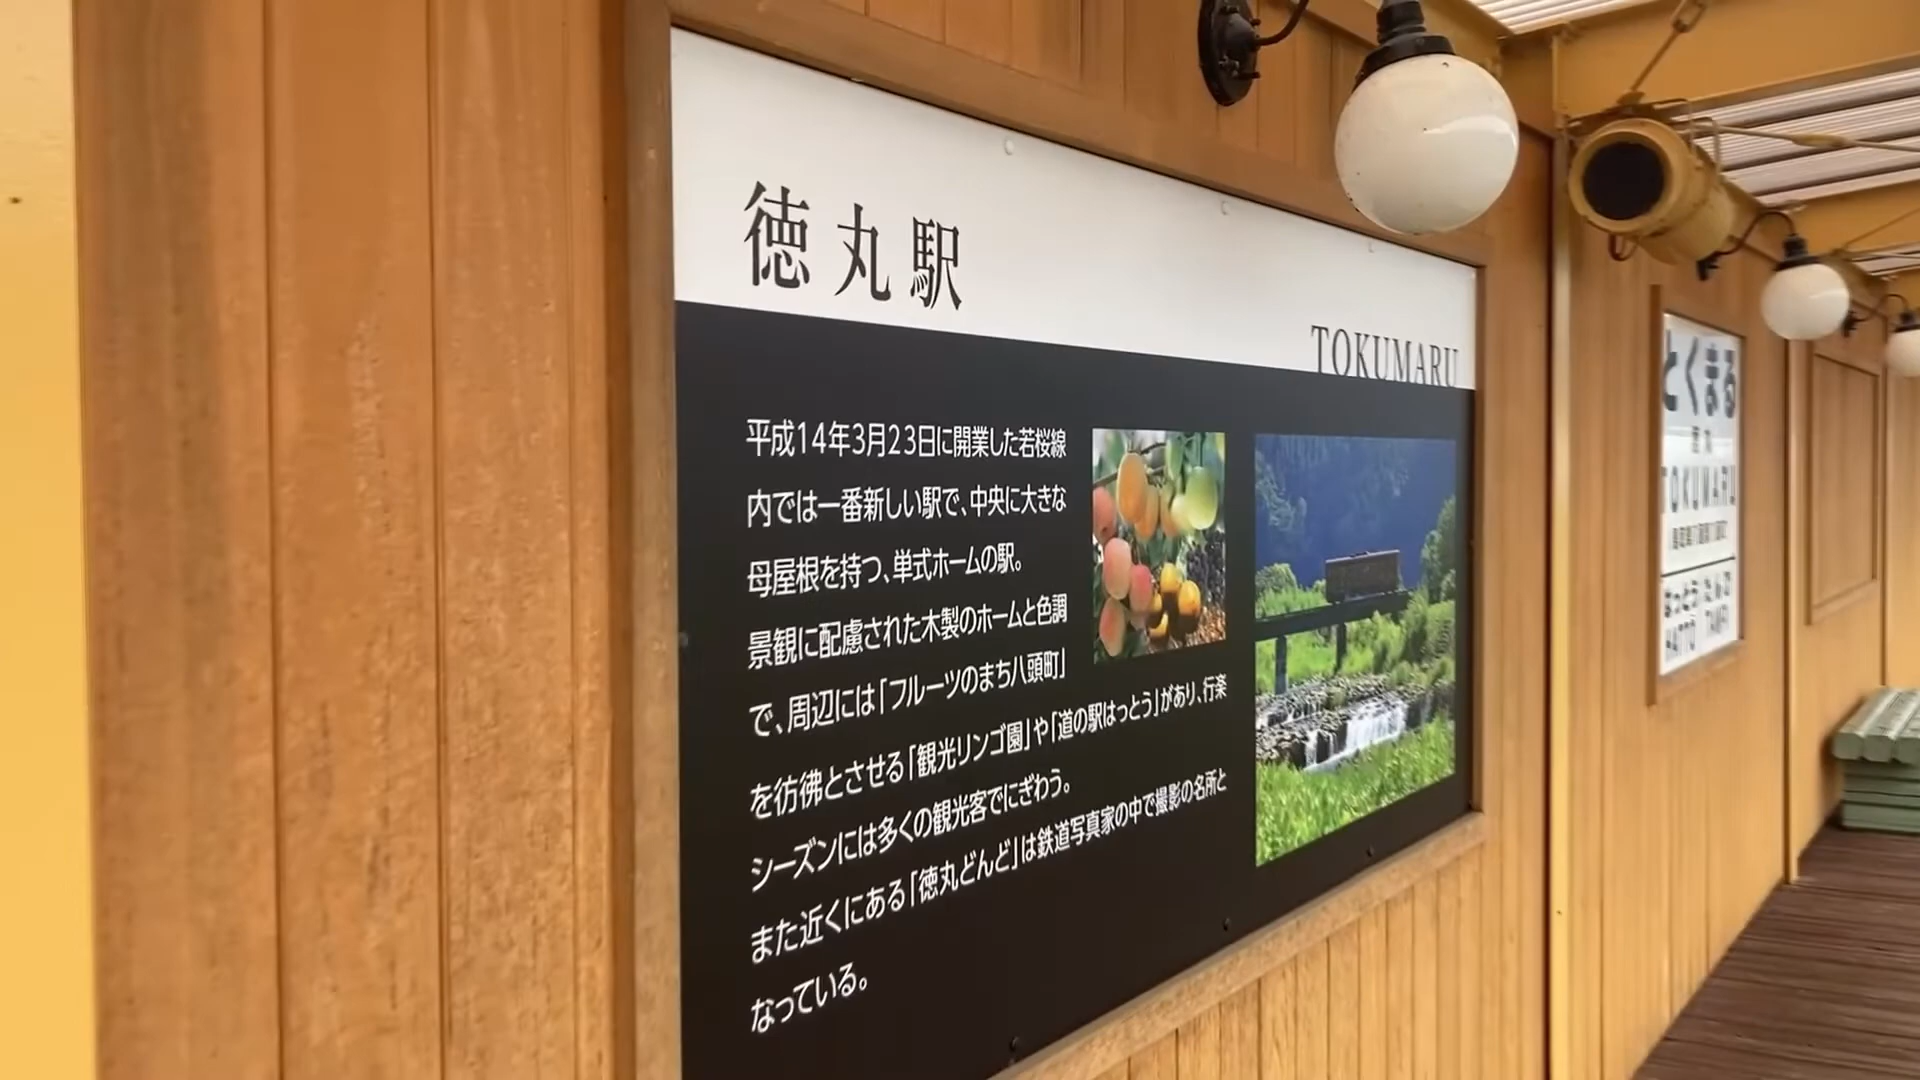 徳丸駅
TOKUMARU
平成14年3月23日に開業した若桜線
内では一番新しい駅で、中央に大きな
母屋根を持つ、単式ホームの駅。
景観に配慮された木製のホームと色調
で、周辺には「フルーツのまち八頭町」
を彷彿とさせる「観光リンゴ園」や「道の駅はっとう」があり、行楽
シーズンには多くの観光客でにぎわう。
また近くにある「徳丸どんど」は鉄道写真家の中で撮影の名所と
なっている。
とくまる
TOKUMARU
はっとう
HATTO